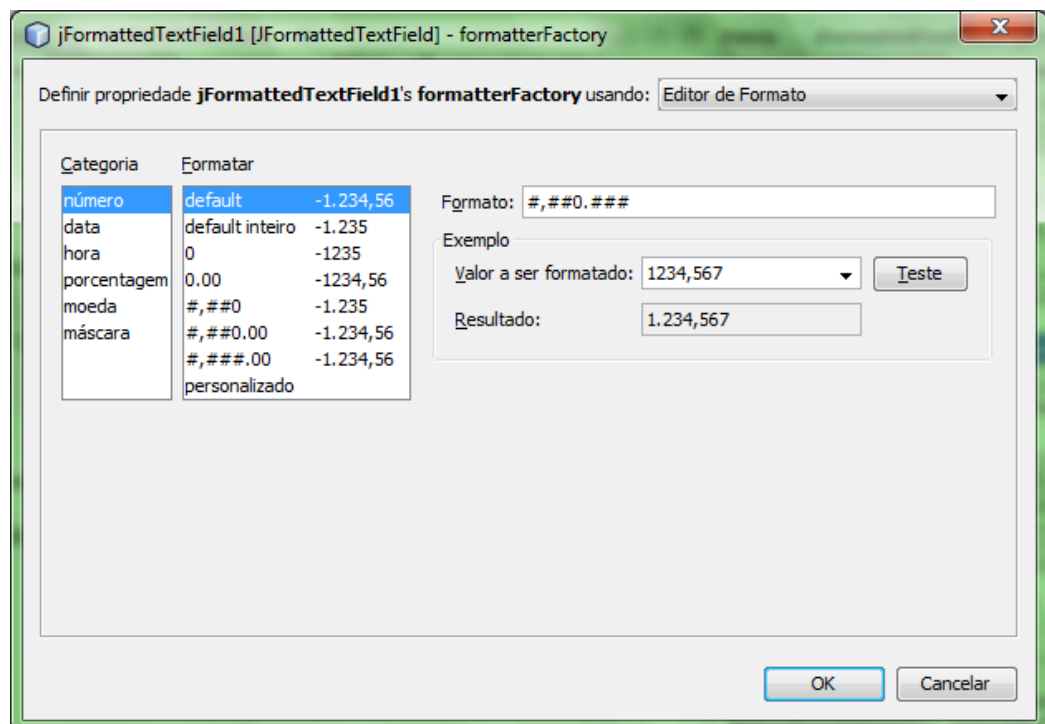 jFormattedTextField1 [JFormattedTextField] - formatterFactory
Definir propriedade jFormattedTextField1's formatterFactory usando: Editor de Formato
Categoria Formatar
número
data
hora
porcentagem
moeda
máscara
default -1.234,56
default inteiro -1.235
0 -1235
0.00 -1234,56
#,##0 -1.235
#,##0.00 -1.234,56
#,###.00 -1.234,56
personalizado
Formato: #,##0.###
Exemplo
Valor a ser formatado: 1234,567 Teste
Resultado: 1.234,567
OK Cancelar